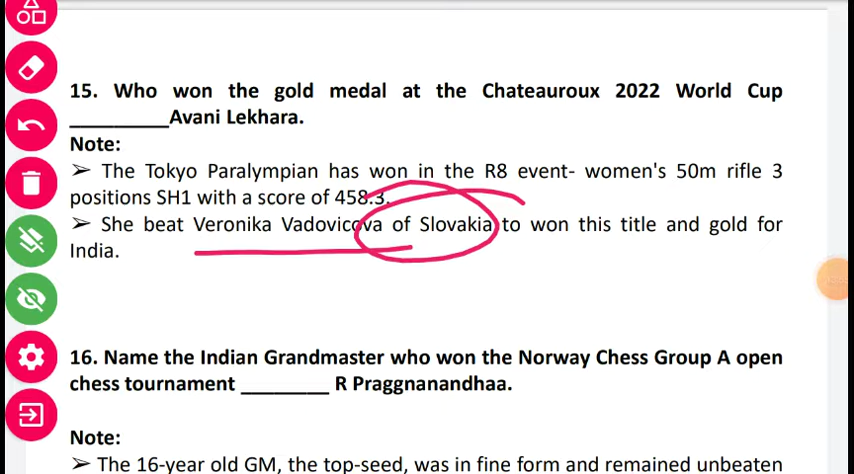 15. Who won the gold medal at the Chateauroux 2022 World Cup
_________Avani Lekhara.
Note:
➢ The Tokyo Paralympian has won in the R8 event- women's 50m rifle 3
positions SH1 with a score of 458.3.
➢ She beat Veronika Vadovicova of Slovakia to won this title and gold for
India.
16. Name the Indian Grandmaster who won the Norway Chess Group A open
chess tournament ________ R Praggnanandhaa.
Note:
➢ The 16-year old GM, the top-seed, was in fine form and remained unbeaten